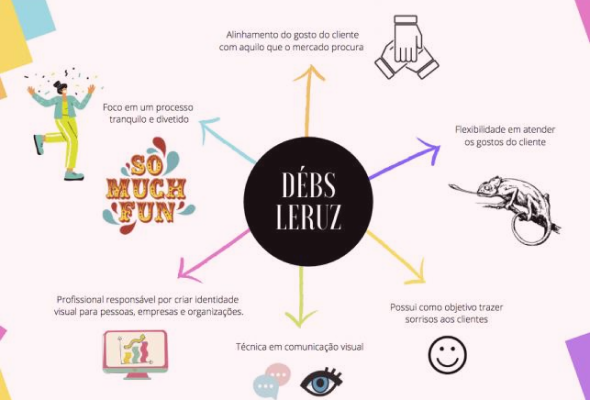 Alinhamento do gosto do cliente
com aquilo que o mercado procura
Foco em um processo
tranquilo e divetido
Flexibilidade em atender
os gostos do cliente
SO
MUCH
FUN
DÉBS
LERUZ
Profissional responsável por criar identidade
visual para pessoas, empresas e organizações.
Possui como objetivo trazer
sorrisos aos clientes
Técnica em comunicação visual